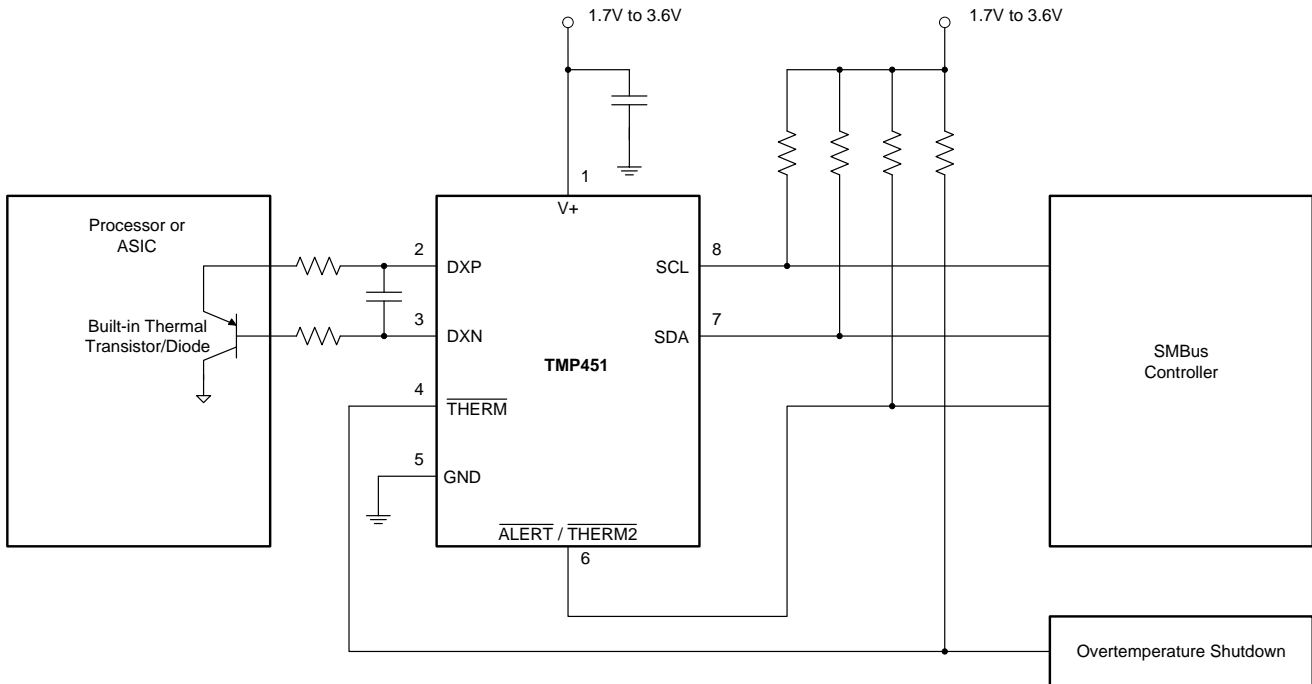 1.7V to 3.6V
1.7V to 3.6V
1
V+
Processor or
ASIC
Built-in Thermal
Transistor/Diode
2
DXP
3
DXN
4
THERM
5
GND
TMP451
8
SCL
7
SDA
ALERT / THERM2
6
SMBus
Controller
Overtemperature Shutdown